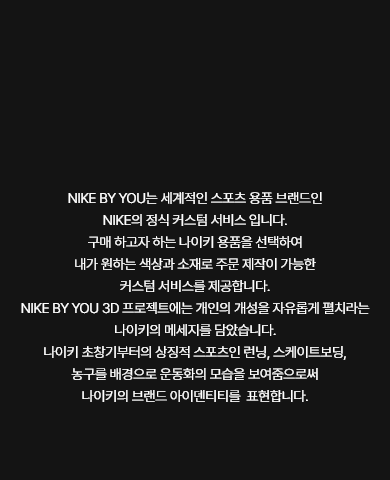 NIKE BY YOU는 세계적인 스포츠 용품 브랜드인
NIKE의 정식 커스텀 서비스 입니다.
구매 하고자 하는 나이키 용품을 선택하여
내가 원하는 색상과 소재로 주문 제작이 가능한
커스텀 서비스를 제공합니다.
NIKE BY YOU 3D 프로젝트에는 개인의 개성을 자유롭게 펼치라는
나이키의 메세지를 담았습니다.
나이키 초창기부터의 상징적 스포츠인 런닝, 스케이트보딩,
농구를 배경으로 운동화의 모습을 보여줌으로써
나이키의 브랜드 아이덴티티를 표현합니다.